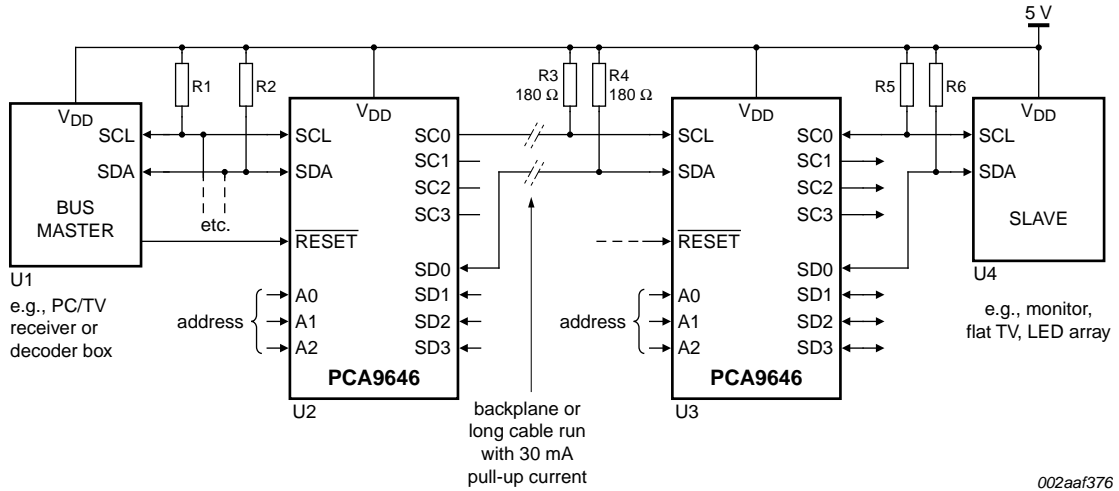 5 V
R1
R2
R3
180 Ω
R4
180 Ω
R5
R6
VDD
SCL
SDA
BUS
MASTER
U1
e.g., PC/TV
receiver or
decoder box
etc.
VDD
SCL
SDA
RESET
A0
A1
A2
address
SC0
SC1
SC2
SC3
SD0
SD1
SD2
SD3
PCA9646
U2
backplane or
long cable run
with 30 mA
pull-up current
VDD
SCL
SDA
RESET
A0
A1
A2
address
SC0
SC1
SC2
SC3
SD0
SD1
SD2
SD3
PCA9646
U3
VDD
SCL
SDA
SLAVE
U4
e.g., monitor,
flat TV, LED array
002aaf376